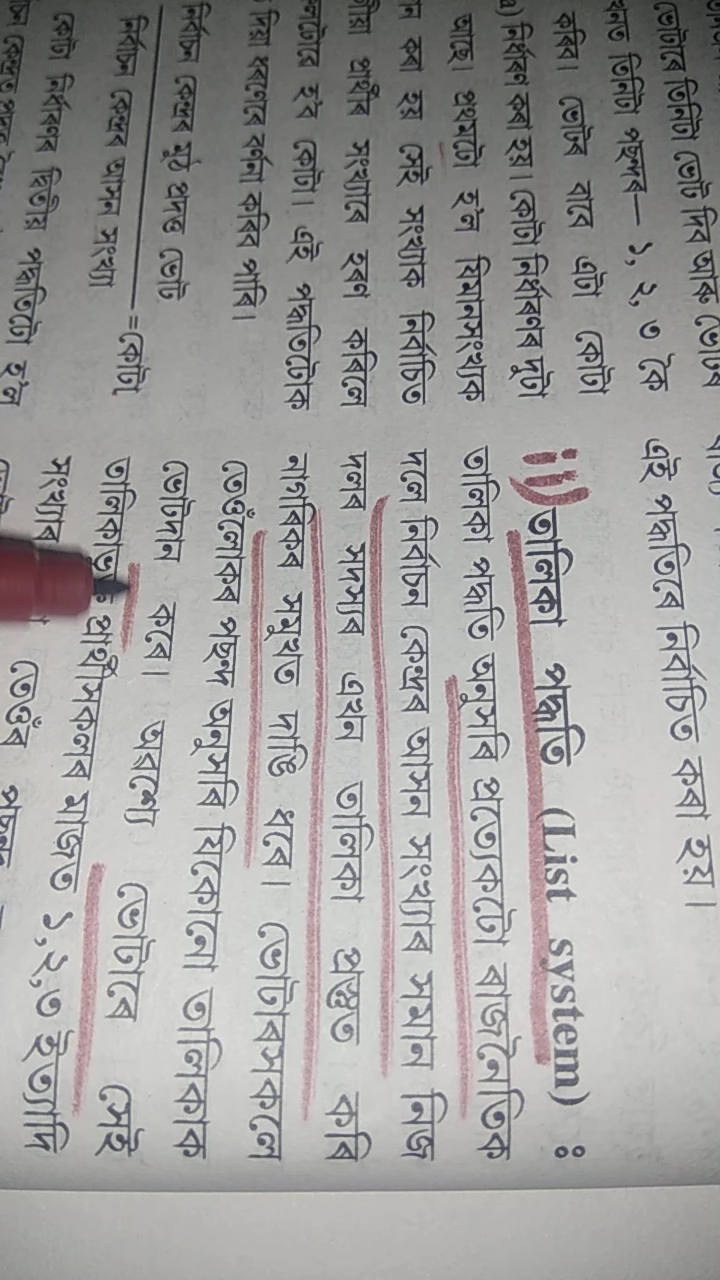 ভোটাৰে তিনিটা ভোট দিব আৰু ভোটৰ
তিনিটা পছন্দৰ— ১, ২, ৩ কৈ
কৰিব। ভোটৰ বাবে এটা কোটা
a) নিৰ্ধাৰণ কৰা হয়। কোটা নিৰ্ধাৰণৰ দুটা
আছে। প্ৰথমটো হ'ল যিমানসংখ্যক
কৰা হয় সেই সংখ্যাক নিৰ্বাচিত
প্ৰাৰ্থীৰ সংখ্যাৰে হৰণ কৰিলে
হ'ব কোটা। এই পদ্ধতিটোক
দিয়া ধৰণেৰে বৰ্ণনা কৰিব পাৰি।
নিৰ্বাচন কেন্দ্ৰৰ মুঠ প্ৰদত্ত ভোট
=কোটা
নিৰ্বাচন কেন্দ্ৰৰ আসন সংখ্যা
কোটা নিৰ্ধাৰণৰ দ্বিতীয় পদ্ধতিটো হ'ল
এই পদ্ধতিৰে নিৰ্বাচিত কৰা হয়।
ii) তালিকা পদ্ধতি (List system) :
তালিকা পদ্ধতি অনুসৰি প্ৰত্যেকটো ৰাজনৈতিক
দলে নিৰ্বাচন কেন্দ্ৰৰ আসন সংখ্যাৰ সমান নিজ
দলৰ সদস্যৰ এখন তালিকা প্ৰস্তুত কৰি
নাগৰিকৰ সন্মুখত দাঙি ধৰে। ভোটাৰসকলে
তেওঁলোকৰ পছন্দ অনুসৰি যিকোনো তালিকাক
ভোটদান কৰে। অৱশ্যে ভোটাৰে সেই
প্ৰাৰ্থীসকলৰ মাজত ১,২,৩ ইত্যাদি
সংখ্যাৰে তেওঁৰ পছন্দ